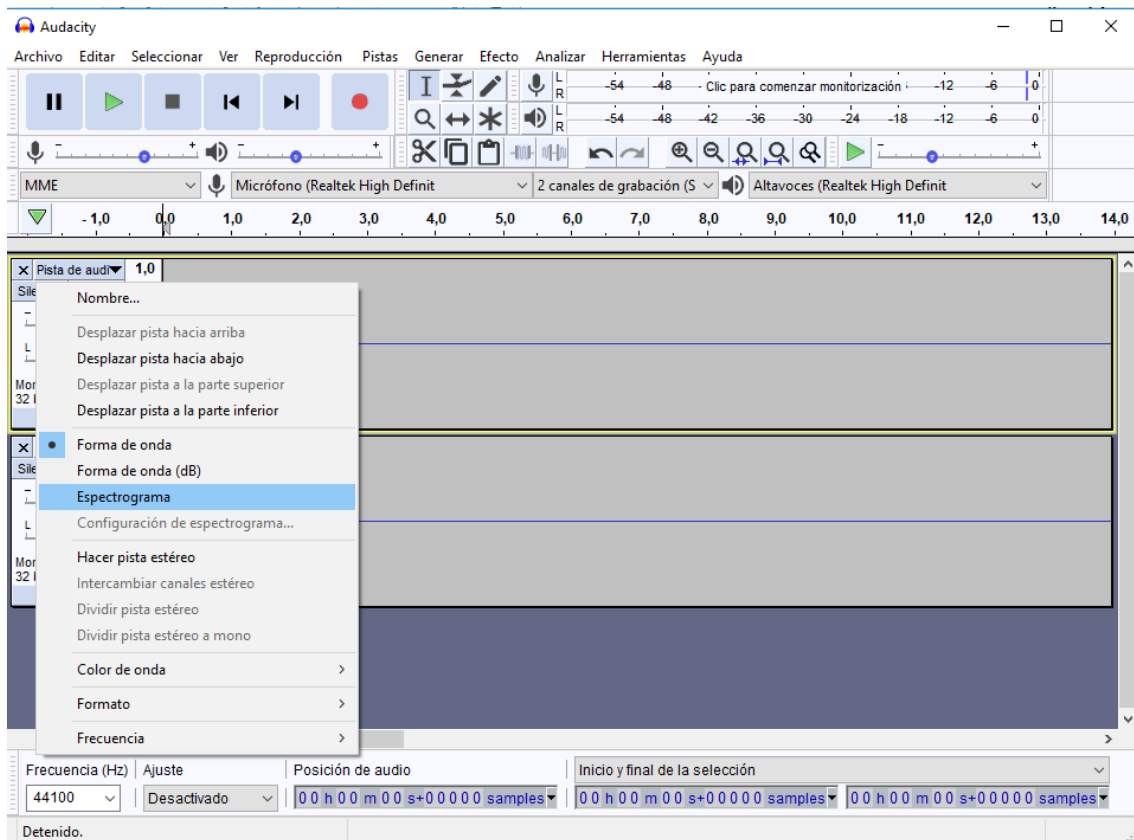 Audacity
Archivo Editar Seleccionar Ver Reproducción Pistas Generar Efecto Analizar Herramientas Ayuda
L
R
-54 -48 - Clic para comenzar monitorización -12 -6 0
L
R
-54 -48 -42 -36 -30 -24 -18 -12 -6 0
- +
- +
- +
MME Micrófono (Realtek High Definit 2 canales de grabación (S Altavoces (Realtek High Definit
- 1,0 0,0 1,0 2,0 3,0 4,0 5,0 6,0 7,0 8,0 9,0 10,0 11,0 12,0 13,0 14,0
Pista de audi 1,0
Nombre...
Desplazar pista hacia arriba
Desplazar pista hacia abajo
Desplazar pista a la parte superior
Desplazar pista a la parte inferior
Forma de onda
Forma de onda (dB)
Espectrograma
Configuración de espectrograma...
Hacer pista estéreo
Intercambiar canales estéreo
Dividir pista estéreo
Dividir pista estéreo a mono
Color de onda
Formato
Frecuencia
Frecuencia (Hz) Ajuste Posición de audio Inicio y final de la selección
44100 Desactivado 00 h 00 m 00 s+00000 samples 00 h 00 m 00 s+00000 samples 00 h 00 m 00 s+00000 samples
Detenido.